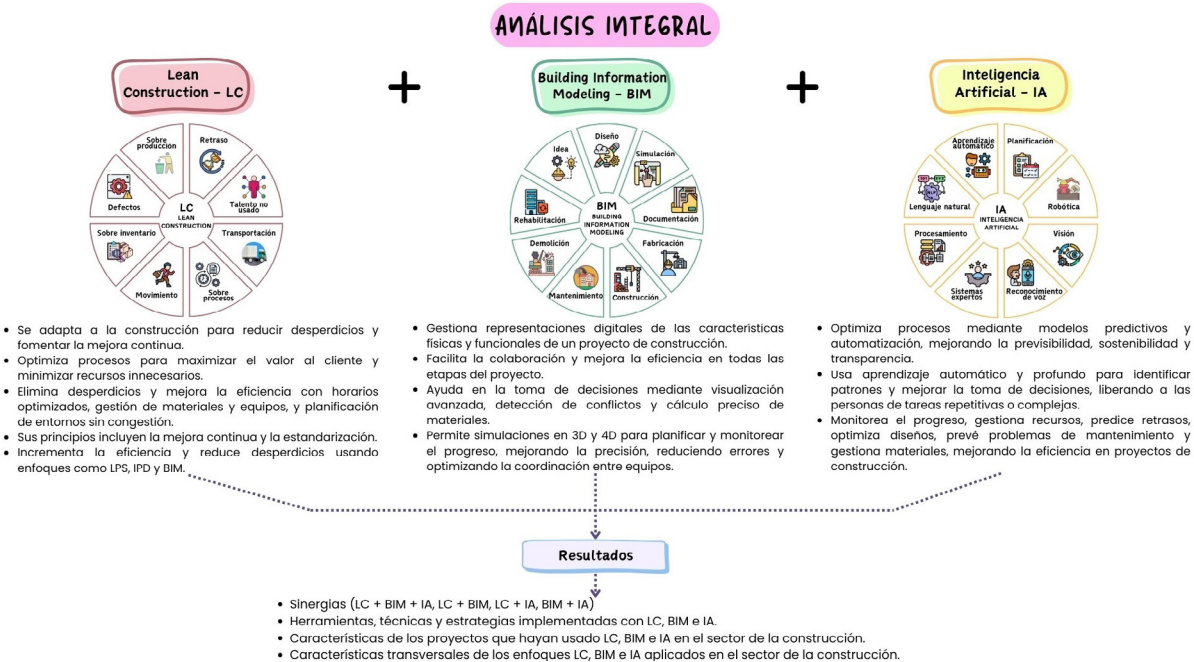 ANÁLISIS INTEGRAL
Lean
Construction - LC
+
Building Information
Modeling - BIM
+
Inteligencia
Artificial - IA
Sobre
producción
Retraso
Talento no
usado
Transportación
Sobre
procesos
Movimiento
Sobre inventario
Defectos
LC
LEAN
CONSTRUCTION
Idea
Diseño
Simulación
Documentación
Fabricación
Construcción
Mantenimiento
Demolición
Rehabilitación
BIM
BUILDING
INFORMATION
MODELING
Aprendizaje
automático
Planificación
Robótica
Visión
Reconocimiento
de voz
Sistemas
expertos
Procesamiento
Lenguaje natural
IA
INTELIGENCIA
ARTIFICIAL
• Se adapta a la construcción para reducir desperdicios y
fomentar la mejora continua.
• Optimiza procesos para maximizar el valor al cliente y
minimizar recursos innecesarios.
• Elimina desperdicios y mejora la eficiencia con horarios
optimizados, gestión de materiales y equipos, y planificación
de entornos sin congestión.
• Sus principios incluyen la mejora continua y la estandarización.
• Incrementa la eficiencia y reduce desperdicios usando
enfoques como LPS, IPD y BIM.
• Gestiona representaciones digitales de las características
físicas y funcionales de un proyecto de construcción.
• Facilita la colaboración y mejora la eficiencia en todas las
etapas del proyecto.
• Ayuda en la toma de decisiones mediante visualización
avanzada, detección de conflictos y cálculo preciso de
materiales.
• Permite simulaciones en 3D y 4D para planificar y monitorear
el progreso, mejorando la precisión, reduciendo errores y
optimizando la coordinación entre equipos.
• Optimiza procesos mediante modelos predictivos y
automatización, mejorando la previsibilidad, sostenibilidad y
transparencia.
• Usa aprendizaje automático y profundo para identificar
patrones y mejorar la toma de decisiones, liberando a las
personas de tareas repetitivas o complejas.
• Monitorea el progreso, gestiona recursos, predice retrasos,
optimiza diseños, prevé problemas de mantenimiento y
gestiona materiales, mejorando la eficiencia en proyectos de
construcción.
Resultados
• Sinergias (LC + BIM + IA, LC + BIM, LC + IA, BIM + IA)
• Herramientas, técnicas y estrategias implementadas con LC, BIM e IA.
• Características de los proyectos que hayan usado LC, BIM e IA en el sector de la construcción.
• Características transversales de los enfoques LC, BIM e IA aplicados en el sector de la construcción.